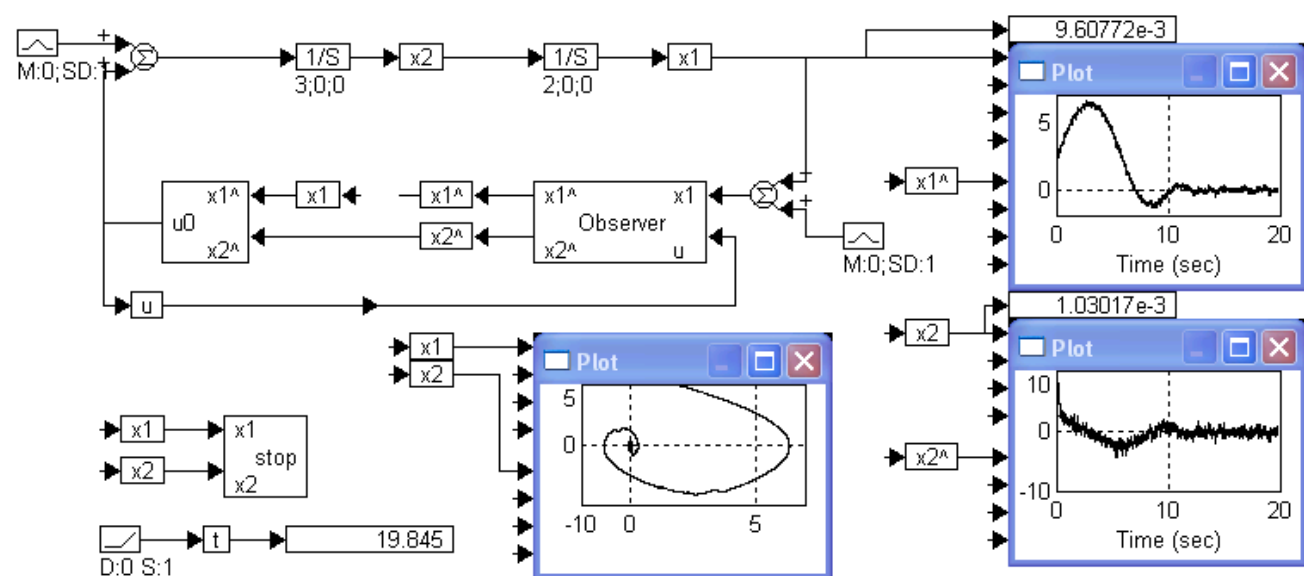 9.60772e-3
+
M:0;SD:1
+
Σ
1/S
3;0;0
x2
1/S
2;0;0
x1
Plot
5
0
0
10
20
Time (sec)
x1^
u0
x1^
x2^
x1
x1^
x2^
x1^
x2^
Observer
x1
u
Σ
+
+
M:0;SD:1
u
1.03017e-3
x2
Plot
10
0
-10
0
10
20
Time (sec)
x2^
x1
x2
Plot
5
0
-10
0
5
x1
x2
x1
stop
x2
D:0 S:1
t
19.845